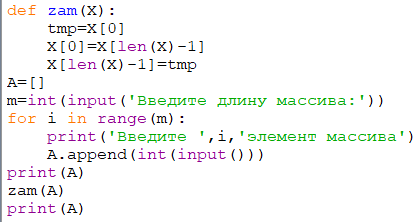 def zam(X):
    tmp=X[0]
    X[0]=X[len(X)-1]
    X[len(X)-1]=tmp
A=[]
m=int(input('Введите длину массива:'))
for i in range(m):
    print('Введите ',i,'элемент массива')
    A.append(int(input()))
print(A)
zam(A)
print(A)